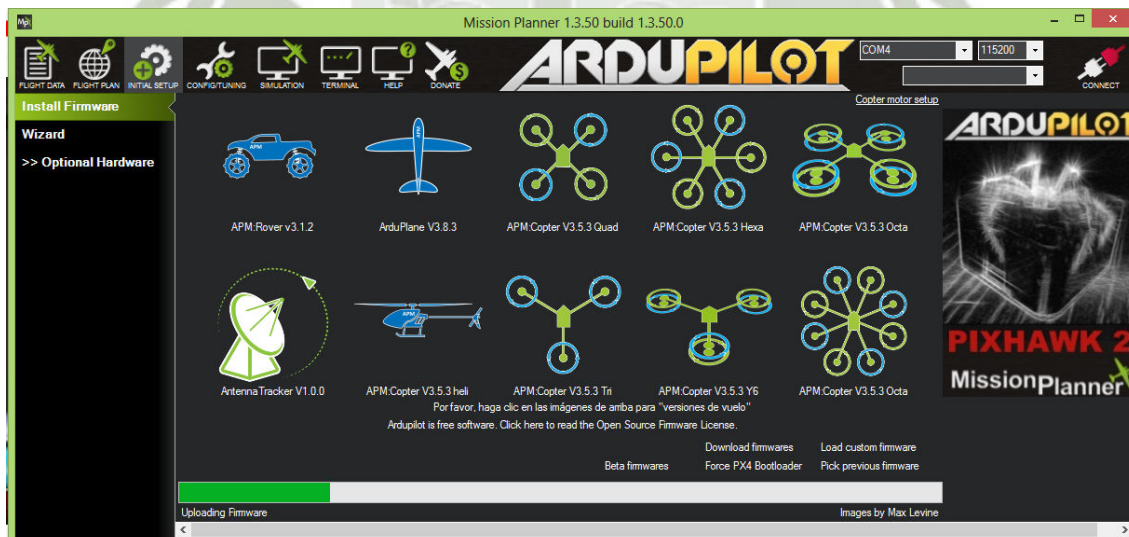 Mission Planner 1.3.50 build 1.3.50.0
FLIGHT DATA
FLIGHT PLAN
INITIAL SETUP
CONFIG/TUNING
SIMULATION
TERMINAL
HELP
DONATE
ARDUPILOT
COM4
115200
CONNECT
Install Firmware
Wizard
>> Optional Hardware
Copter motor setup
ARDUPILOT
APM
APM:Rover v3.1.2
ArduPlane V3.8.3
APM:Copter V3.5.3 Quad
APM:Copter V3.5.3 Hexa
APM:Copter V3.5.3 Octa
APM
Antenna Tracker V1.0.0
APM:Copter V3.5.3 heli
APM:Copter V3.5.3 Tri
APM:Copter V3.5.3 Y6
APM:Copter V3.5.3 Octa
PIXHAWK 2
Mission Planner
Por favor, haga clic en las imágenes de arriba para "versiones de vuelo"
Ardupilot is free software. Click here to read the Open Source Firmware License.
Download firmwares
Load custom firmware
Beta firmwares
Force PX4 Bootloader
Pick previous firmware
Uploading Firmware
Images by Max Levine